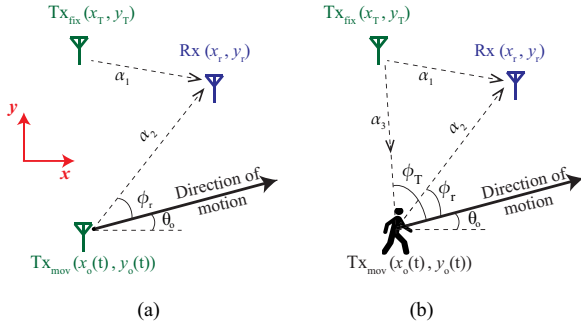 Tx_fix (x_T, y_T)
Rx (x_r, y_r)
α_1
α_2
y
x
ϕ_r
Direction of
motion
θ_o
Tx_mov (x_o(t), y_o(t))
(a)
Tx_fix (x_T, y_T)
Rx (x_r, y_r)
α_1
α_3
α_2
ϕ_T
ϕ_r
Direction of
motion
θ_o
Tx_mov (x_o(t), y_o(t))
(b)